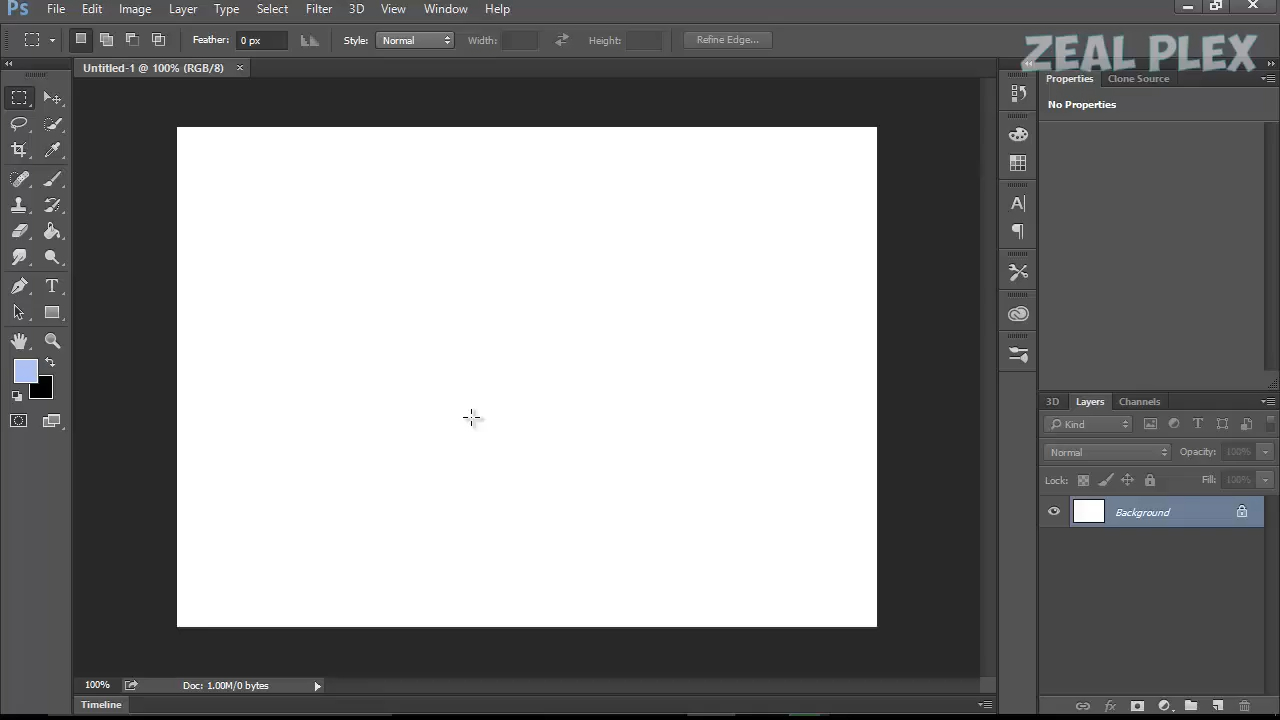 Ps File Edit Image Layer Type Select Filter 3D View Window Help
Feather: 0 px Style: Normal Width: Height: Refine Edge...
ZEAL PLEX
Untitled-1 @ 100% (RGB/8) ×
Properties Clone Source
No Properties
3D Layers Channels
Kind
Normal Opacity: 100%
Lock: Fill: 100%
Background
100% Doc: 1.00M/0 bytes
Timeline